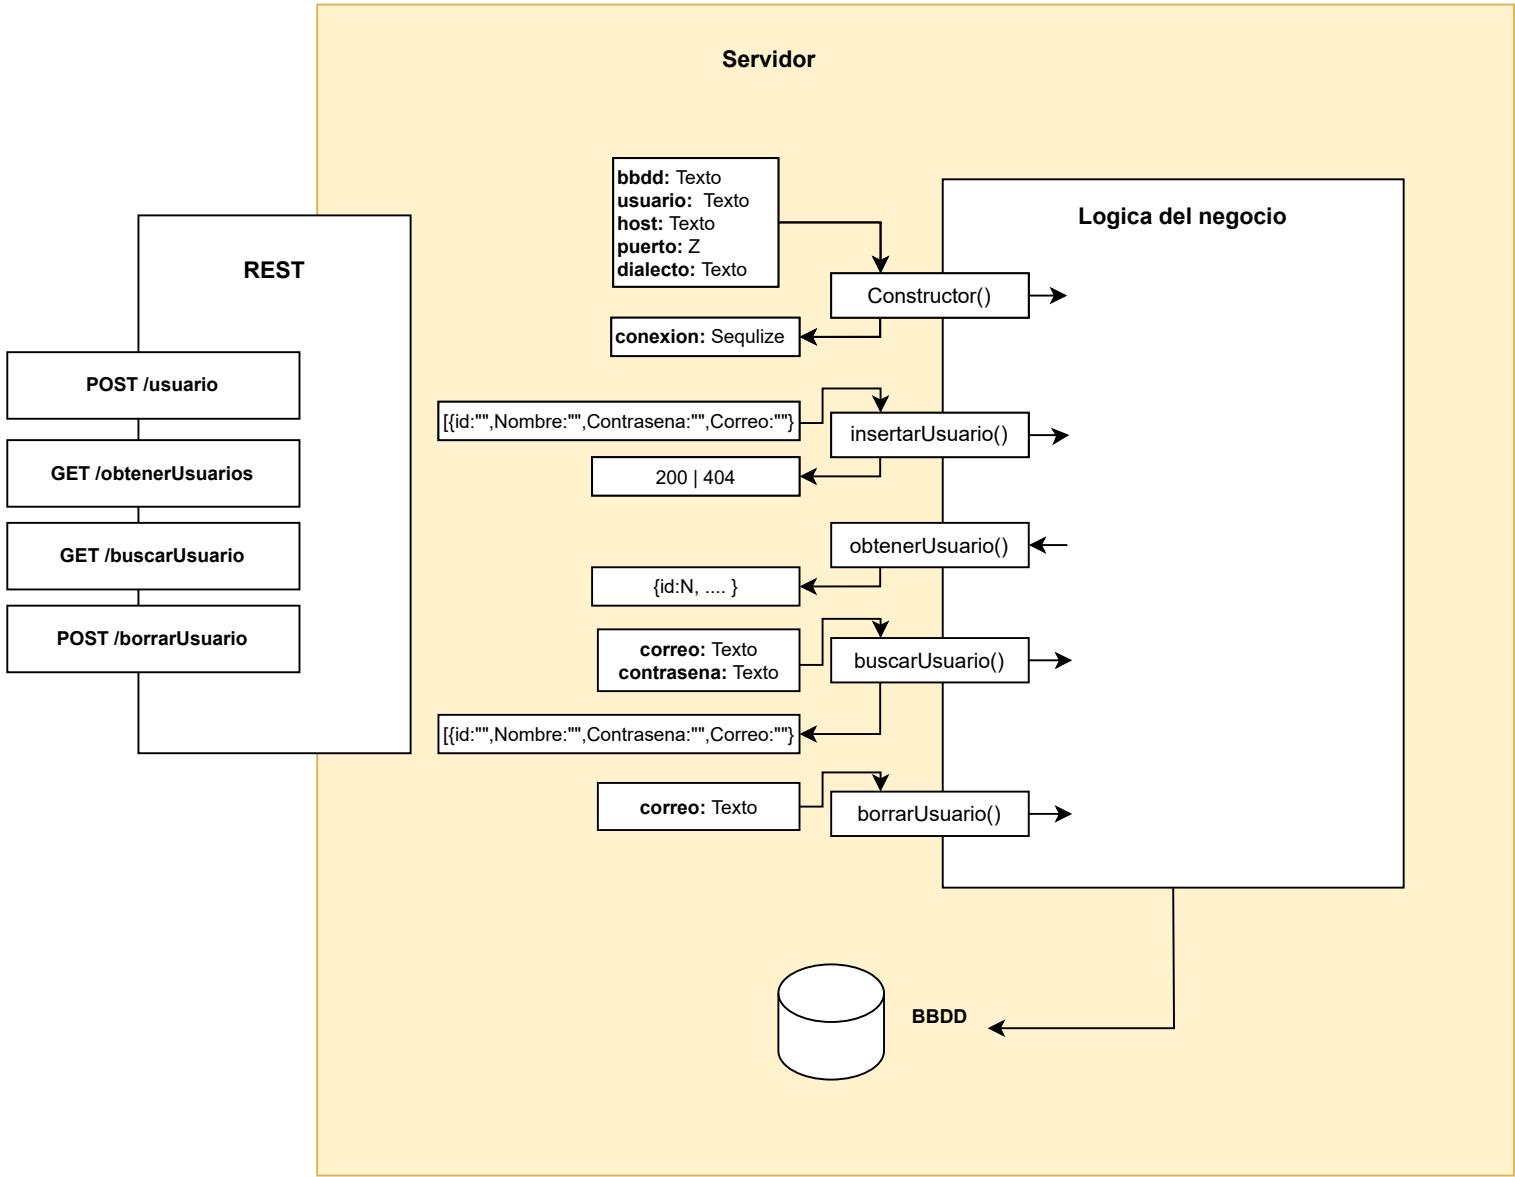 Servidor
REST
POST /usuario
GET /obtenerUsuarios
GET /buscarUsuario
POST /borrarUsuario
Logica del negocio
bbdd: Texto
usuario:  Texto
host: Texto
puerto: Z
dialecto: Texto
Constructor()
conexion: Sequlize
[{id:"",Nombre:"",Contrasena:"",Correo:""}
insertarUsuario()
200 | 404
obtenerUsuario()
{id:N, .... }
correo: Texto
contrasena: Texto
buscarUsuario()
[{id:"",Nombre:"",Contrasena:"",Correo:""}
correo: Texto
borrarUsuario()
BBDD